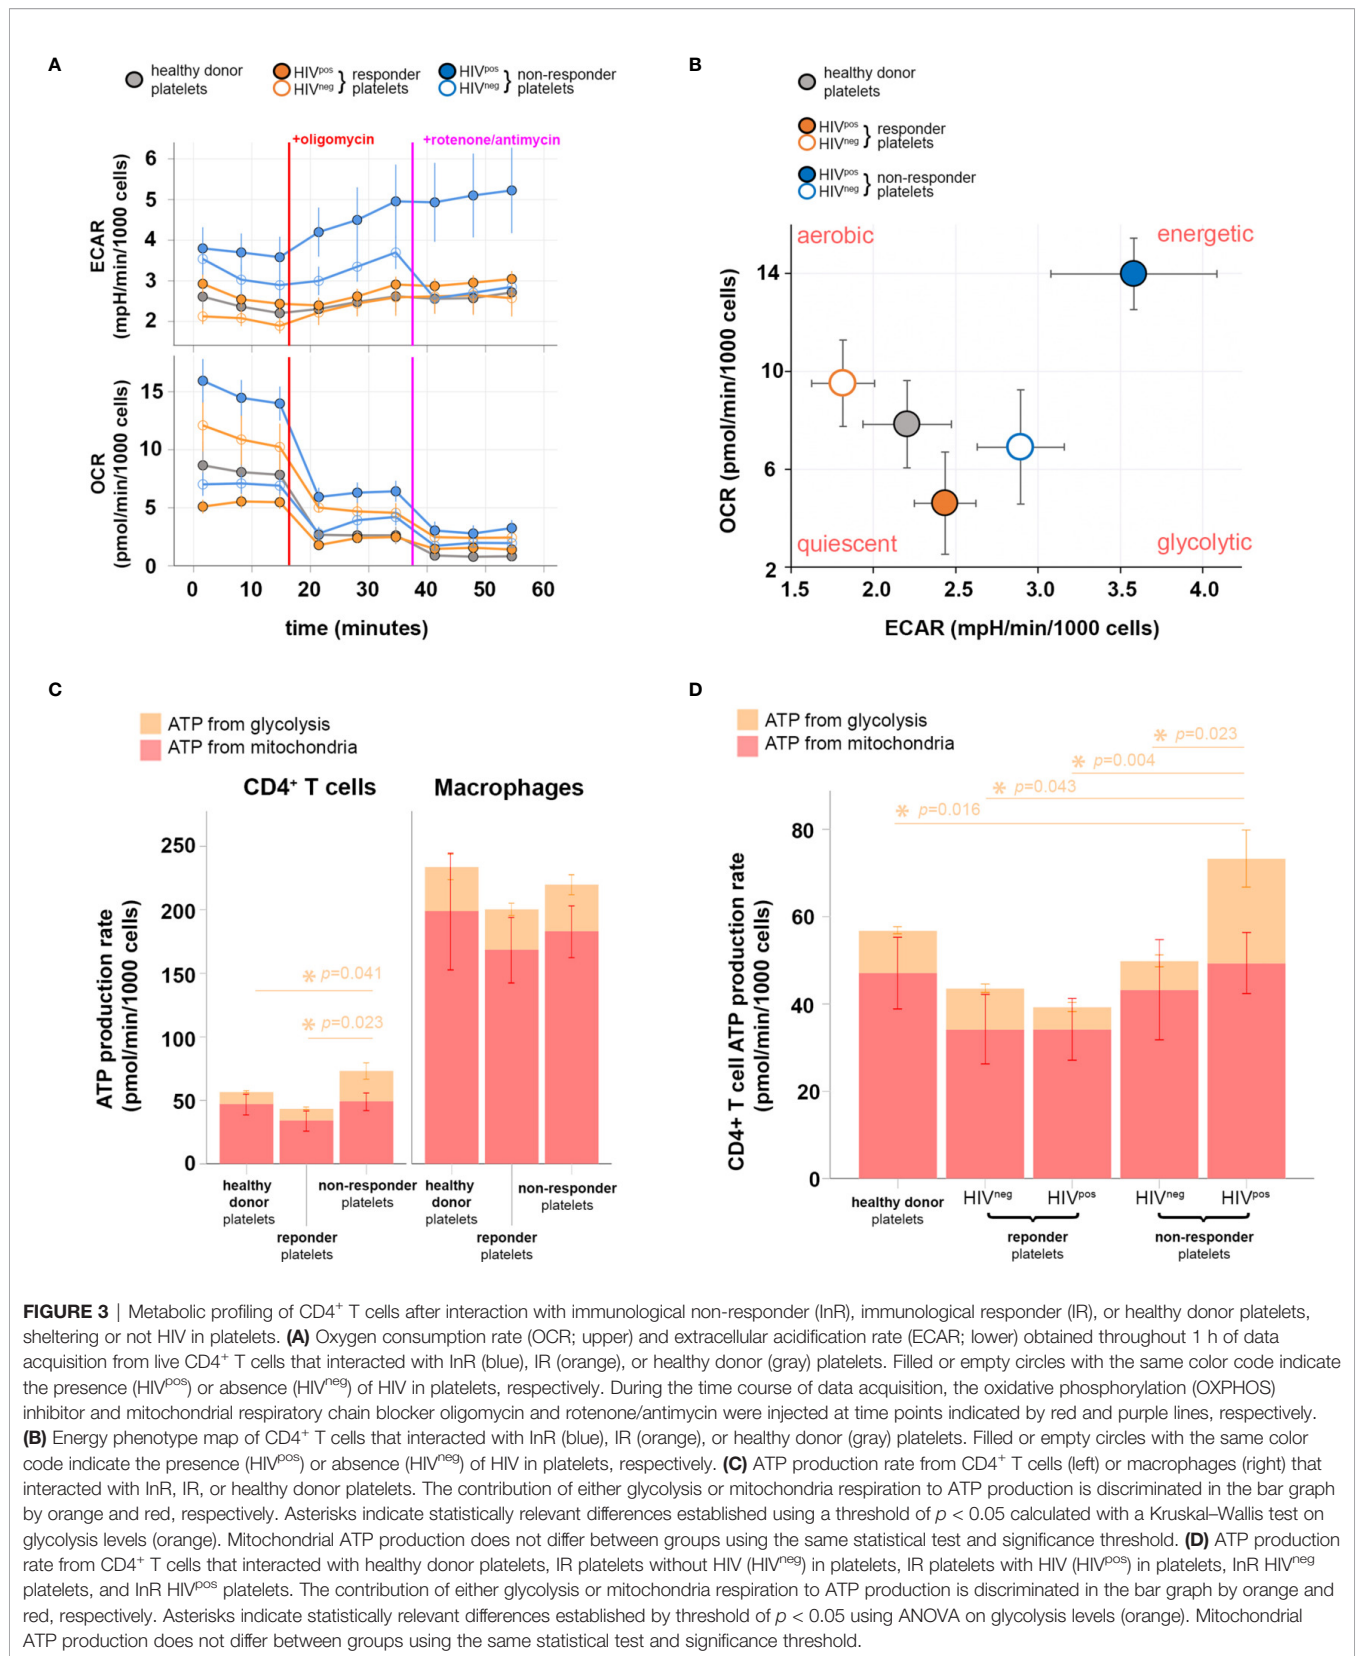 A
healthy donor
platelets
HIVpos
HIVneg
}
responder
platelets
HIVpos
HIVneg
}
non-responder
platelets
+oligomycin
+rotenone/antimycin
ECAR
(mpH/min/1000 cells)
6
5
4
3
2
OCR
(pmol/min/1000 cells)
15
10
5
0
0 10 20 30 40 50 60
time (minutes)
B
healthy donor
platelets
HIVpos
HIVneg
}
responder
platelets
HIVpos
HIVneg
}
non-responder
platelets
aerobic
energetic
quiescent
glycolytic
OCR (pmol/min/1000 cells)
14
10
6
2
1.5 2.0 2.5 3.0 3.5 4.0
ECAR (mpH/min/1000 cells)
C
ATP from glycolysis
ATP from mitochondria
CD4+ T cells
Macrophages
ATP production rate
(pmol/min/1000 cells)
250
200
150
100
50
0
* p=0.041
* p=0.023
healthy
donor
platelets
reponder
platelets
non-responder
platelets
healthy
donor
platelets
reponder
platelets
non-responder
platelets
D
ATP from glycolysis
ATP from mitochondria
* p=0.023
* p=0.004
* p=0.043
* p=0.016
CD4+ T cell ATP production rate
(pmol/min/1000 cells)
80
60
40
20
0
healthy donor
platelets
HIVneg HIVpos
reponder
platelets
HIVneg HIVpos
non-responder
platelets
FIGURE 3 | Metabolic profiling of CD4+ T cells after interaction with immunological non-responder (InR), immunological responder (IR), or healthy donor platelets,
sheltering or not HIV in platelets. (A) Oxygen consumption rate (OCR; upper) and extracellular acidification rate (ECAR; lower) obtained throughout 1 h of data
acquisition from live CD4+ T cells that interacted with InR (blue), IR (orange), or healthy donor (gray) platelets. Filled or empty circles with the same color code indicate
the presence (HIVpos) or absence (HIVneg) of HIV in platelets, respectively. During the time course of data acquisition, the oxidative phosphorylation (OXPHOS)
inhibitor and mitochondrial respiratory chain blocker oligomycin and rotenone/antimycin were injected at time points indicated by red and purple lines, respectively.
(B) Energy phenotype map of CD4+ T cells that interacted with InR (blue), IR (orange), or healthy donor (gray) platelets. Filled or empty circles with the same color
code indicate the presence (HIVpos) or absence (HIVneg) of HIV in platelets, respectively. (C) ATP production rate from CD4+ T cells (left) or macrophages (right) that
interacted with InR, IR, or healthy donor platelets. The contribution of either glycolysis or mitochondria respiration to ATP production is discriminated in the bar graph
by orange and red, respectively. Asterisks indicate statistically relevant differences established using a threshold of p < 0.05 calculated with a Kruskal–Wallis test on
glycolysis levels (orange). Mitochondrial ATP production does not differ between groups using the same statistical test and significance threshold. (D) ATP production
rate from CD4+ T cells that interacted with healthy donor platelets, IR platelets without HIV (HIVneg) in platelets, IR platelets with HIV (HIVpos) in platelets, InR HIVneg
platelets, and InR HIVpos platelets. The contribution of either glycolysis or mitochondria respiration to ATP production is discriminated in the bar graph by orange and
red, respectively. Asterisks indicate statistically relevant differences established by threshold of p < 0.05 using ANOVA on glycolysis levels (orange). Mitochondrial
ATP production does not differ between groups using the same statistical test and significance threshold.